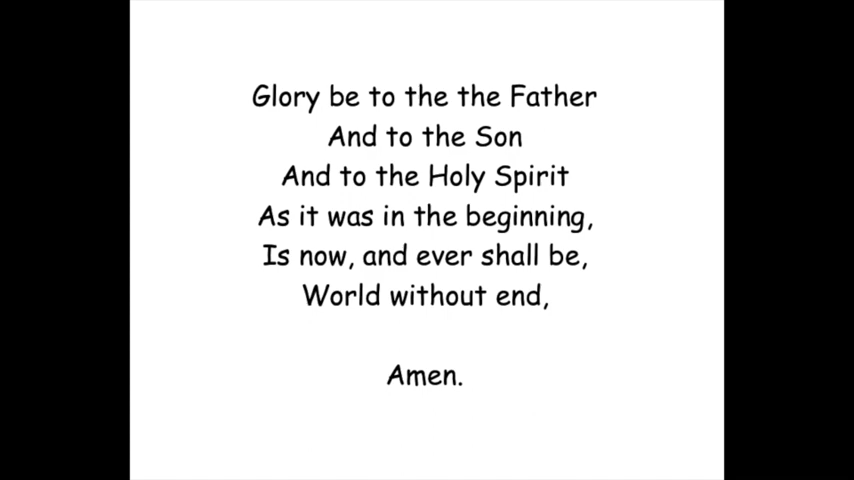 Glory be to the the Father
And to the Son
And to the Holy Spirit
As it was in the beginning,
Is now, and ever shall be,
World without end,
Amen.